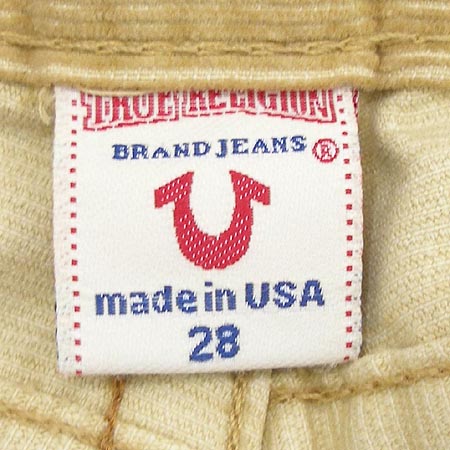 TRUE RELIGION
BRAND JEANS ®
made in USA
28